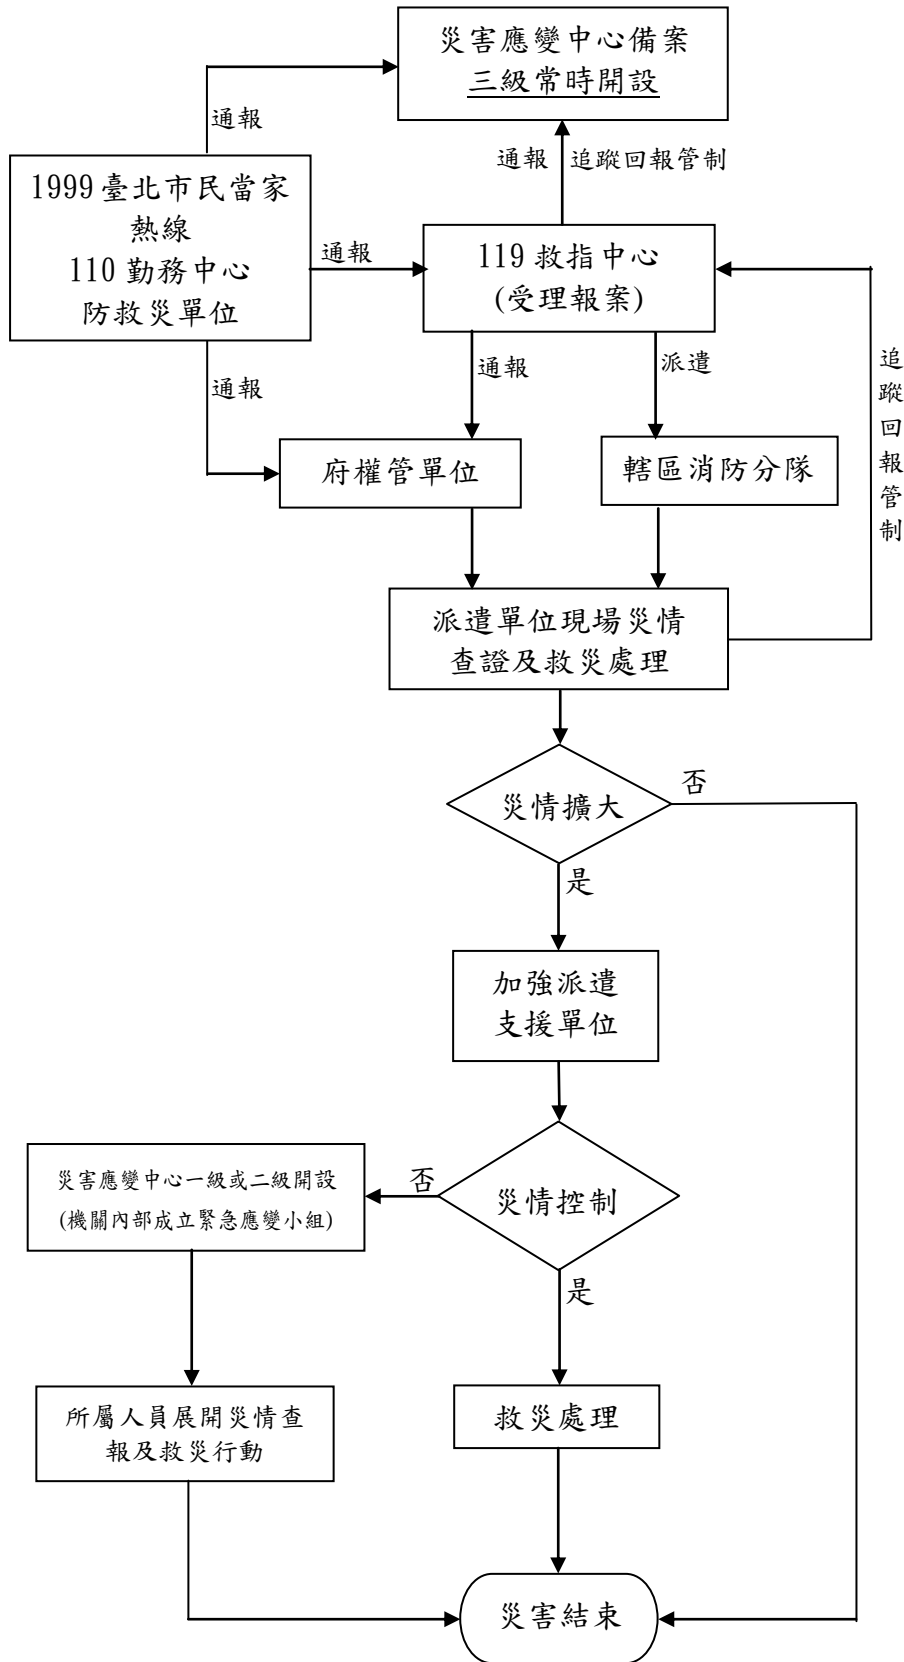 災害應變中心備案
三級常時開設
通報
通報
追蹤回報管制
1999臺北市民當家
熱線
110勤務中心
防救災單位
通報
119救指中心
(受理報案)
通報
通報
派遣
追蹤回報管制
府權管單位
轄區消防分隊
派遣單位現場災情
查證及救災處理
災情擴大
否
是
加強派遣
支援單位
災害應變中心一級或二級開設
(機關內部成立緊急應變小組)
否
災情控制
是
所屬人員展開災情查
報及救災行動
救災處理
災害結束